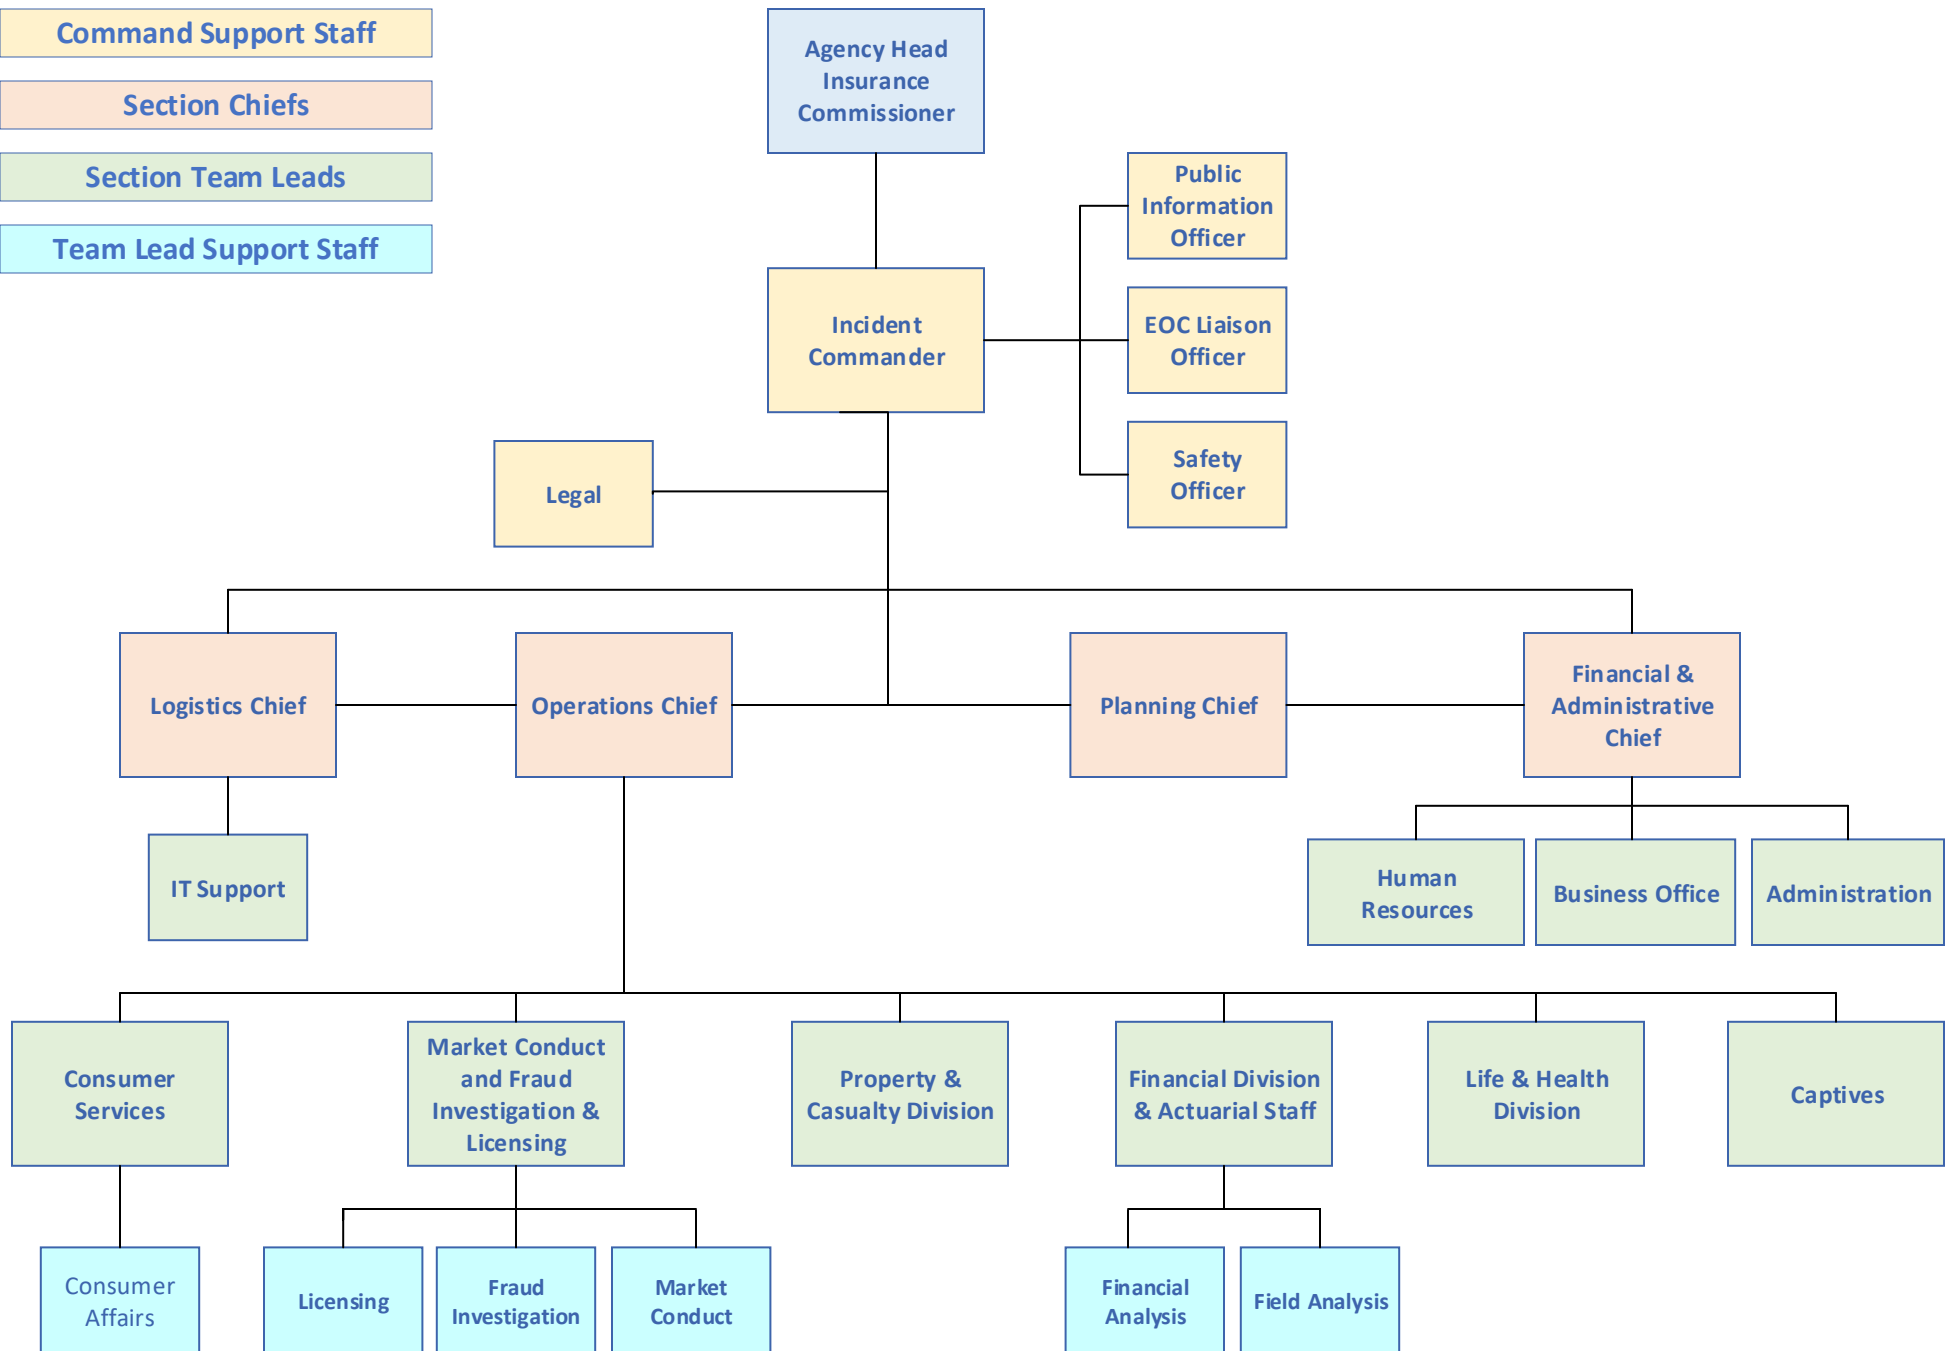 Command Support Staff
Section Chiefs
Section Team Leads
Team Lead Support Staff
Agency Head
Insurance
Commissioner
Public
Information
Officer
Incident
Commander
EOC Liaison
Officer
Safety
Officer
Legal
Logistics Chief
Operations Chief
Planning Chief
Financial &
Administrative
Chief
IT Support
Human
Resources
Business Office
Administration
Consumer
Services
Market Conduct
and Fraud
Investigation &
Licensing
Property &
Casualty Division
Financial Division
& Actuarial Staff
Life & Health
Division
Captives
Consumer
Affairs
Licensing
Fraud
Investigation
Market
Conduct
Financial
Analysis
Field Analysis